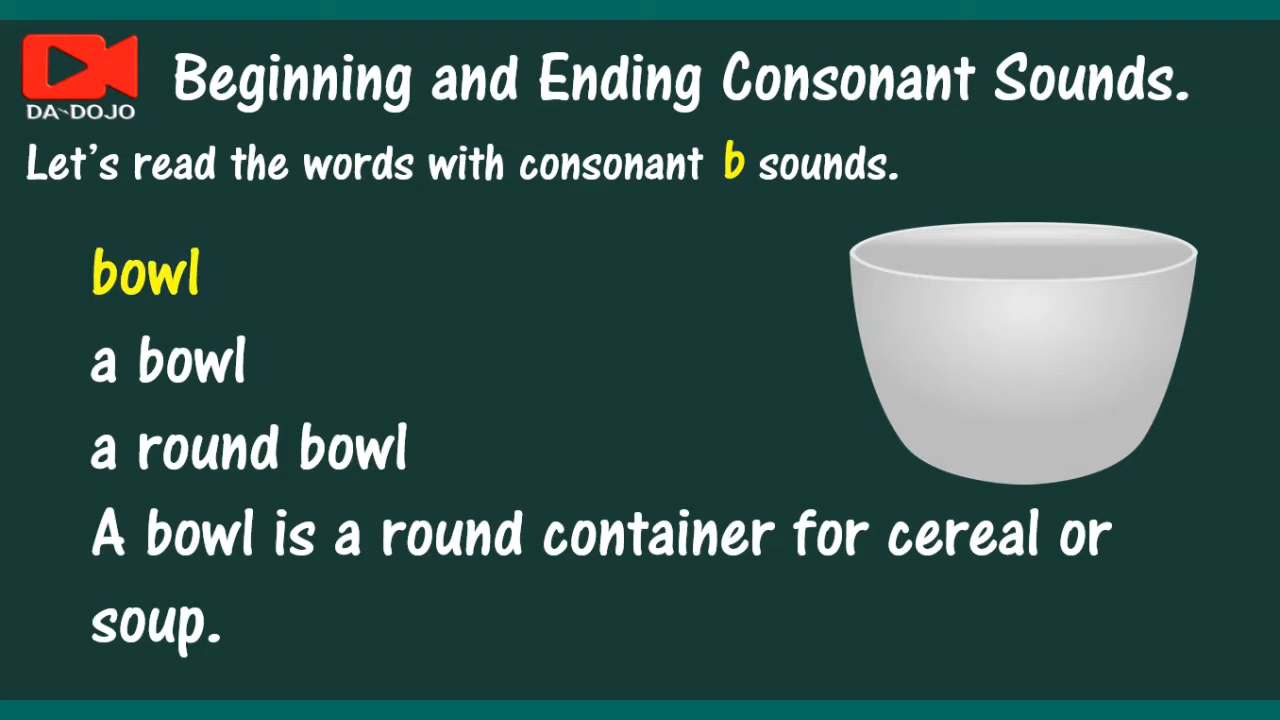 DA-DOJO
Beginning and Ending Consonant Sounds.
Let's read the words with consonant b sounds.
bowl
a bowl
a round bowl
A bowl is a round container for cereal or
soup.